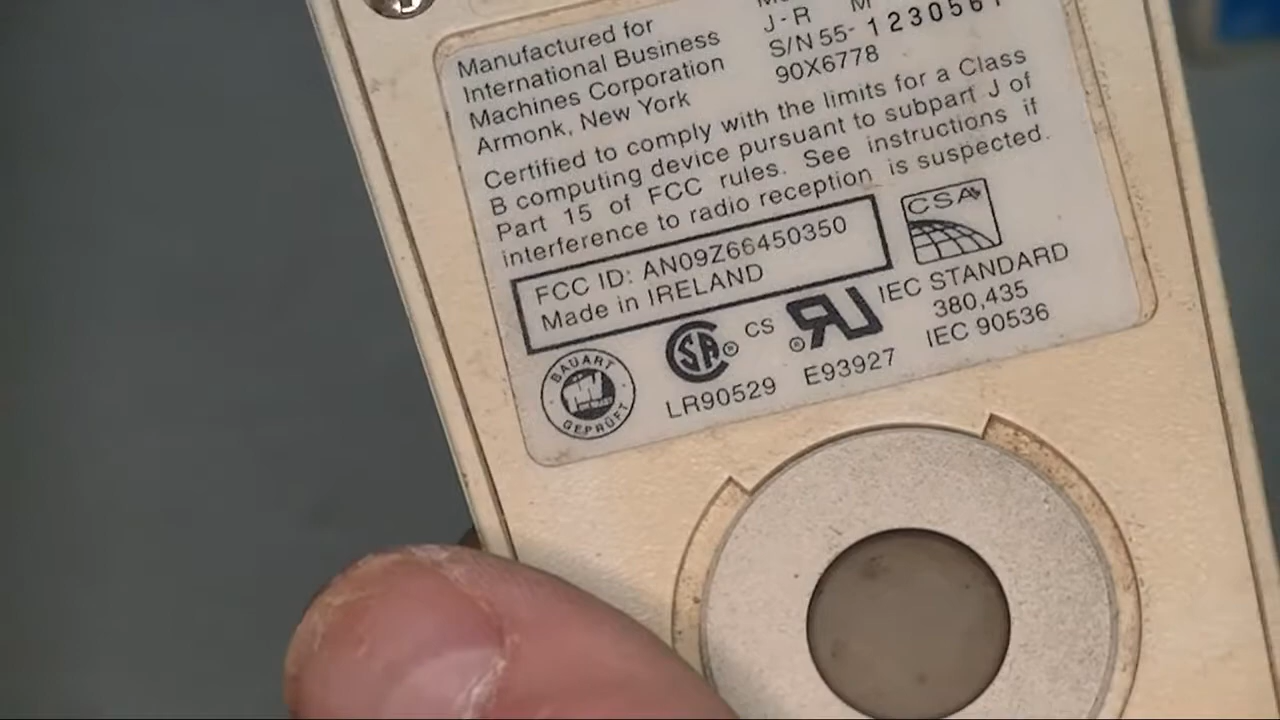 Manufactured for
International Business
Machines Corporation
Armonk, New York
J-R M
S/N 55- 123056
90X6778
Certified to comply with the limits for a Class
B computing device pursuant to subpart J of
Part 15 of FCC rules. See instructions if
interference to radio reception is suspected.
FCC ID: AN09Z66450350
Made in IRELAND
CSA
IEC STANDARD
380,435
IEC 90536
BAUART
GEPRÜFT
SA ® CS
LR90529
® RU
E93927